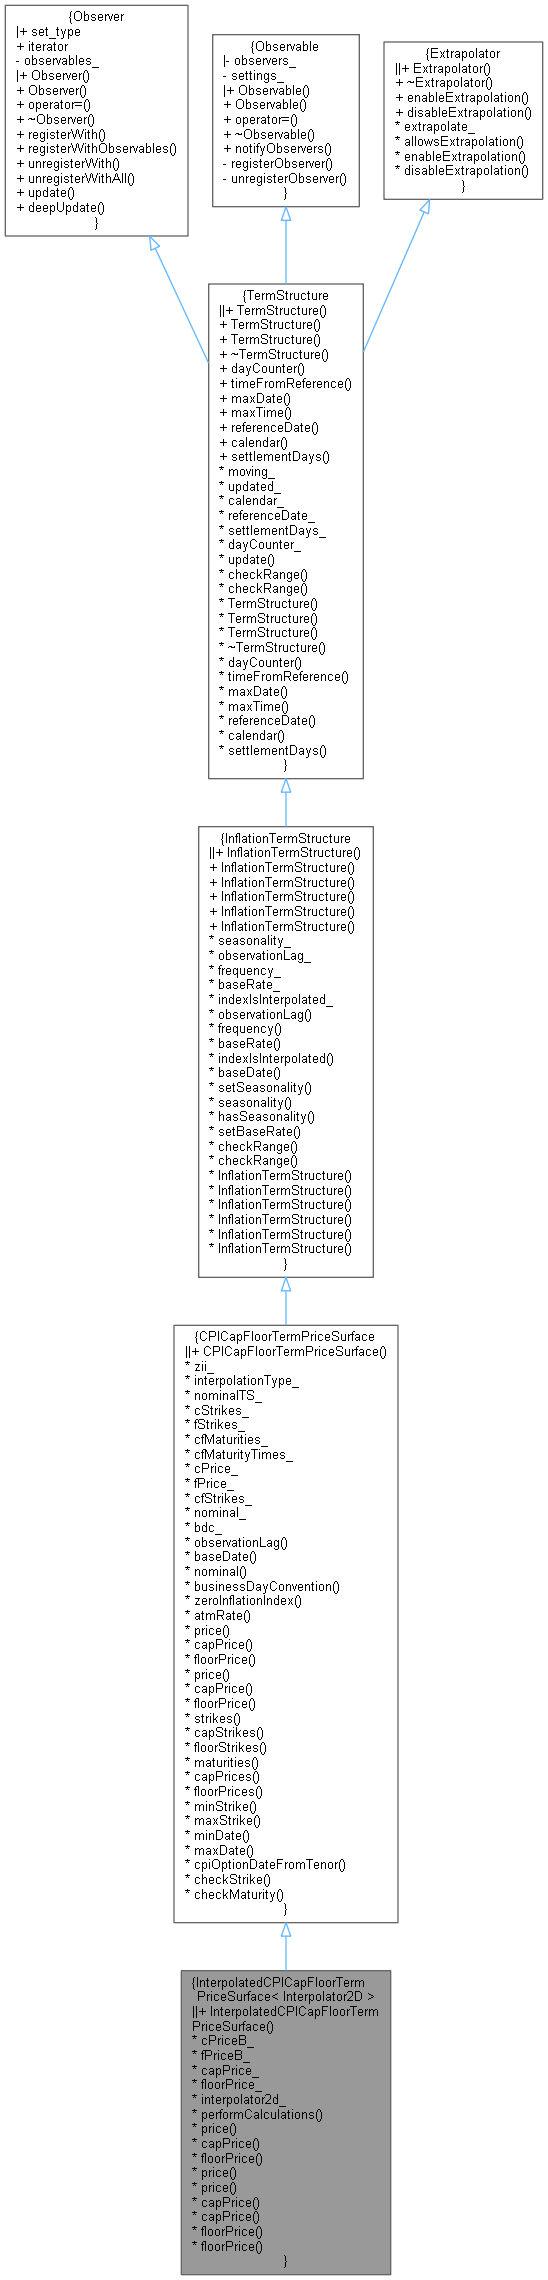 {Observer
|+ set_type
+ iterator
- observables_
|+ Observer()
+ Observer()
+ operator=()
+ ~Observer()
+ registerWith()
+ registerWithObservables()
+ unregisterWith()
+ unregisterWithAll()
+ update()
+ deepUpdate()
}
{Observable
|- observers_
- settings_
|+ Observable()
+ Observable()
+ operator=()
+ ~Observable()
+ notifyObservers()
- registerObserver()
- unregisterObserver()
}
{Extrapolator
||+ Extrapolator()
+ ~Extrapolator()
+ enableExtrapolation()
+ disableExtrapolation()
* extrapolate_
* allowsExtrapolation()
* enableExtrapolation()
* disableExtrapolation()
}
{TermStructure
||+ TermStructure()
+ TermStructure()
+ TermStructure()
+ ~TermStructure()
+ dayCounter()
+ timeFromReference()
+ maxDate()
+ maxTime()
+ referenceDate()
+ calendar()
+ settlementDays()
* moving_
* updated_
* calendar_
* referenceDate_
* settlementDays_
* dayCounter_
* update()
* checkRange()
* checkRange()
* TermStructure()
* TermStructure()
* TermStructure()
* ~TermStructure()
* dayCounter()
* timeFromReference()
* maxDate()
* maxTime()
* referenceDate()
* calendar()
* settlementDays()
}
{InflationTermStructure
||+ InflationTermStructure()
+ InflationTermStructure()
+ InflationTermStructure()
+ InflationTermStructure()
+ InflationTermStructure()
+ InflationTermStructure()
* seasonality_
* observationLag_
* frequency_
* baseRate_
* indexIsInterpolated_
* observationLag()
* frequency()
* baseRate()
* indexIsInterpolated()
* baseDate()
* setSeasonality()
* seasonality()
* hasSeasonality()
* setBaseRate()
* checkRange()
* checkRange()
* InflationTermStructure()
* InflationTermStructure()
* InflationTermStructure()
* InflationTermStructure()
* InflationTermStructure()
* InflationTermStructure()
}
{CPICapFloorTermPriceSurface
||+ CPICapFloorTermPriceSurface()
* zii_
* interpolationType_
* nominalTS_
* cStrikes_
* fStrikes_
* cfMaturities_
* cfMaturityTimes_
* cPrice_
* fPrice_
* cfStrikes_
* nominal_
* bdc_
* observationLag()
* baseDate()
* nominal()
* businessDayConvention()
* zeroInflationIndex()
* atmRate()
* price()
* capPrice()
* floorPrice()
* price()
* capPrice()
* floorPrice()
* strikes()
* capStrikes()
* floorStrikes()
* maturities()
* capPrices()
* floorPrices()
* minStrike()
* maxStrike()
* minDate()
* maxDate()
* cpiOptionDateFromTenor()
* checkStrike()
* checkMaturity()
}
{InterpolatedCPICapFloorTerm
PriceSurface< Interpolator2D >
||+ InterpolatedCPICapFloorTerm
PriceSurface()
* cPriceB_
* fPriceB_
* capPrice_
* floorPrice_
* interpolator2d_
* performCalculations()
* price()
* capPrice()
* floorPrice()
* price()
* price()
* capPrice()
* capPrice()
* floorPrice()
* floorPrice()
}